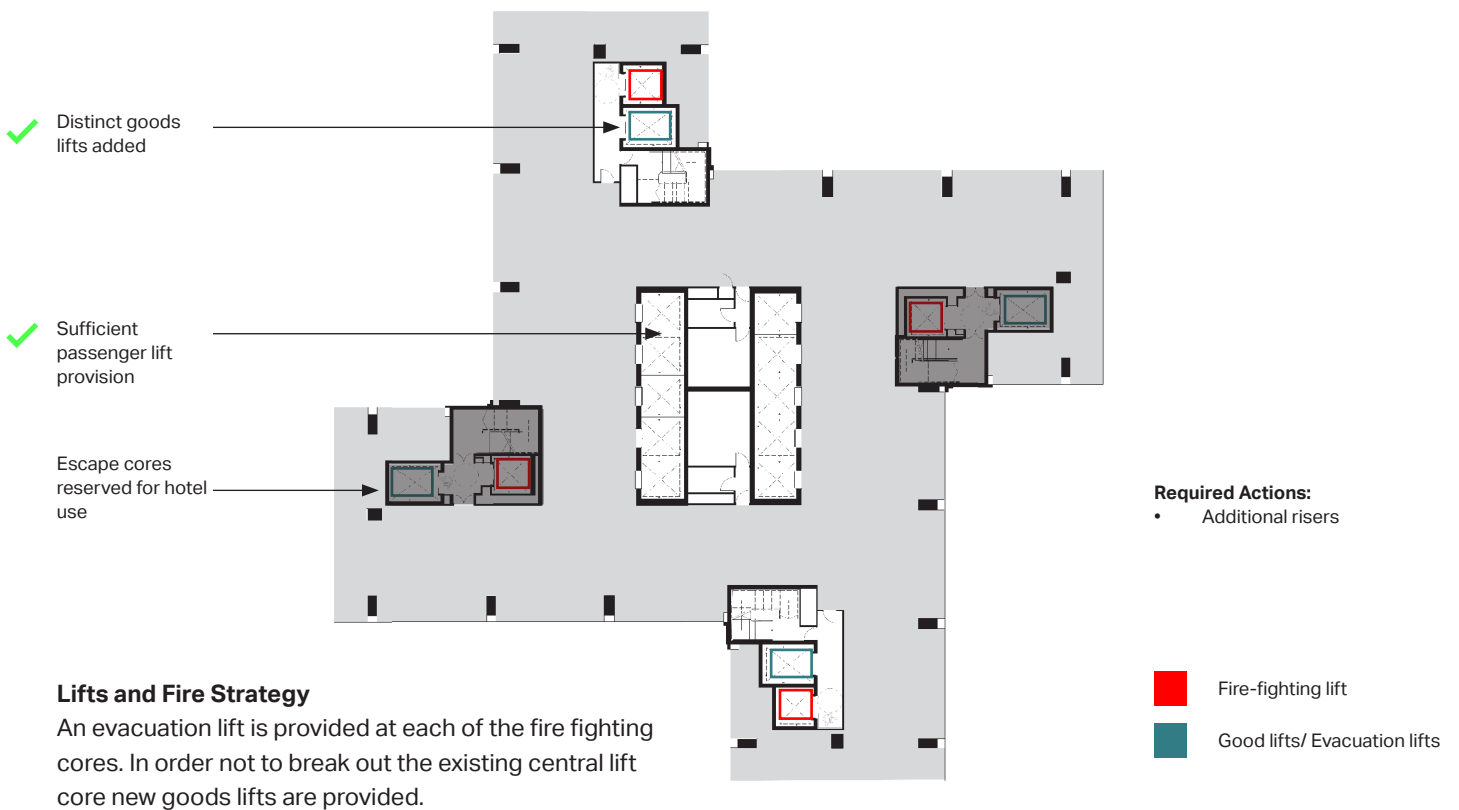 Distinct goods
lifts added
Sufficient
passenger lift
provision
Escape cores
reserved for hotel
use
Lifts and Fire Strategy
An evacuation lift is provided at each of the fire fighting
cores. In order not to break out the existing central lift
core new goods lifts are provided.
Required Actions:
• Additional risers
Fire-fighting lift
Good lifts/ Evacuation lifts